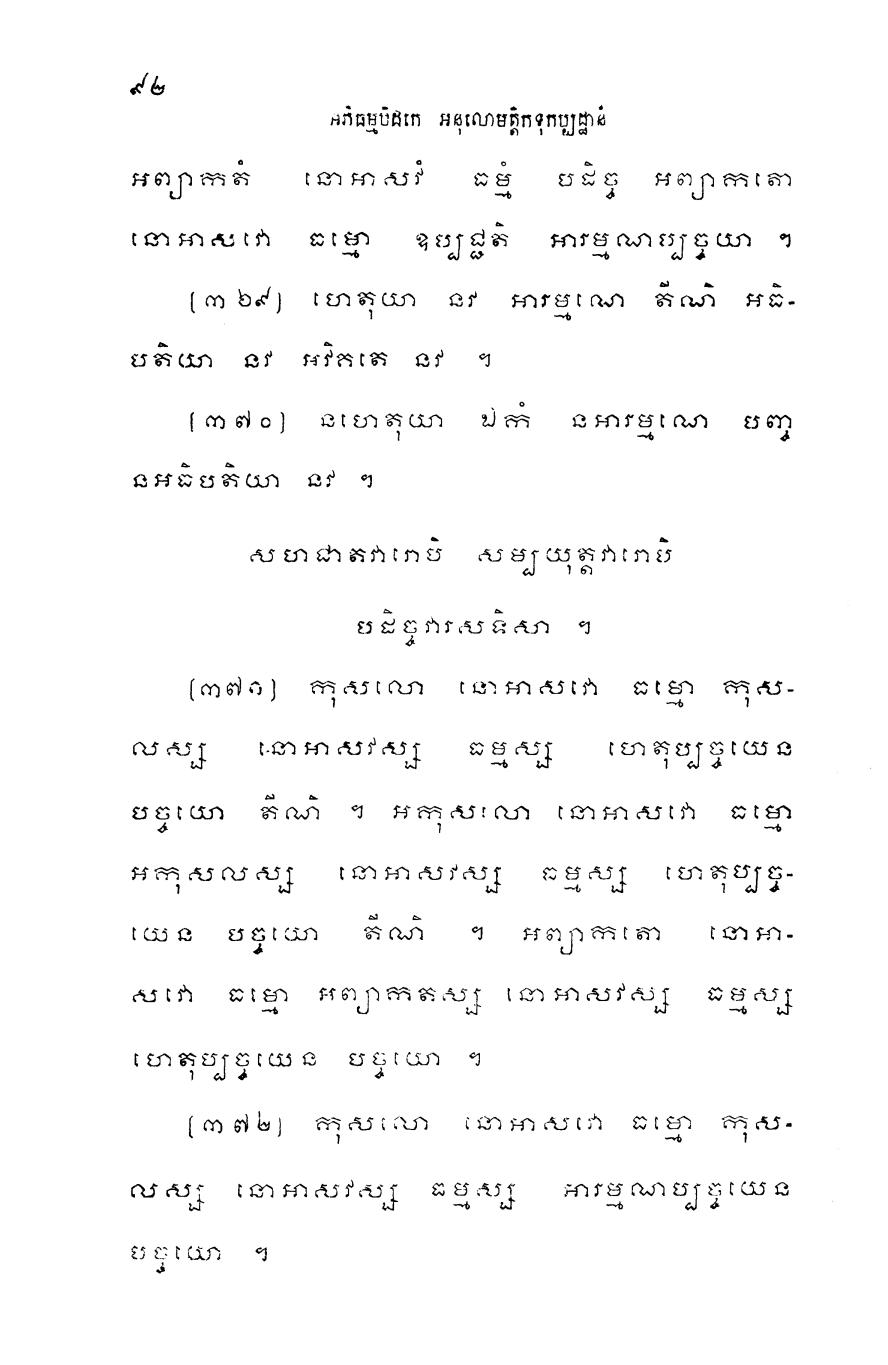 ៩២
អភិធម្មបិដកេ អនុលោមត្តិកទុកប្បដ្ឋានំ
អព្យាកតំ នោអាសវំ ធម្មំ បដិច្ច អព្យាកតោ
នោអាសវោ ធម្មោ ឧប្បជ្ជតិ អារម្មណប្បច្ចយា ។
(៣៦៩) ហេតុយា នវ អារម្មណេ តីណិ អធិ-
បតិយា នវ អវិគតេ នវ ។
(៣៧០) នហេតុយា ឯកំ នអារម្មណេ បញ្ច
នអធិបតិយា នវ ។
សហជាតវារោបិ សម្បយុត្តវារោបិ
បដិច្ចវារសទិសា ។
(៣៧១) កុសលោ នោអាសវោ ធម្មោ កុស-
លស្ស នោអាសវស្ស ធម្មស្ស ហេតុប្បច្ចយេន
បច្ចយោ តីណិ ។ អកុសលោ នោអាសវោ ធម្មោ
អកុសលស្ស នោអាសវស្ស ធម្មស្ស ហេតុប្បច្ច-
យេន បច្ចយោ តីណិ ។ អព្យាកតោ នោអា-
សវោ ធម្មោ អព្យាកតស្ស នោអាសវស្ស ធម្មស្ស
ហេតុប្បច្ចយេន បច្ចយោ ។
(៣៧២) កុសលោ នោអាសវោ ធម្មោ កុស-
លស្ស នោអាសវស្ស ធម្មស្ស អារម្មណប្បច្ចយេន
បច្ចយោ ។